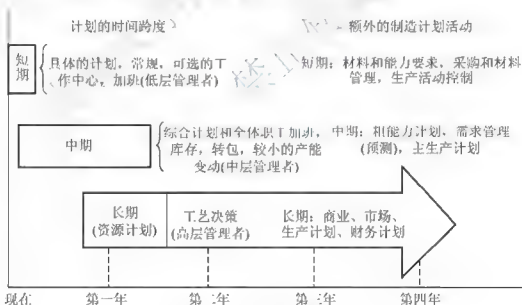 计划的时间跨度
额外的制造计划活动
短期
具体的计划，常规，可选的工
作中心，加班(低层管理者)
短期：材料和能力要求、采购和材料
管理，生产活动控制
中期
综合计划和全体职工加班，
库存，转包，较小的产能
变动(中层管理者)
中期：粗能力计划、需求管理
(预测)，主生产计划
长期
(资源计划)
工艺决策
(高层管理者)
长期：商业、市场、
生产计划、财务计划
现在
第一年
第二年
第三年
第四年